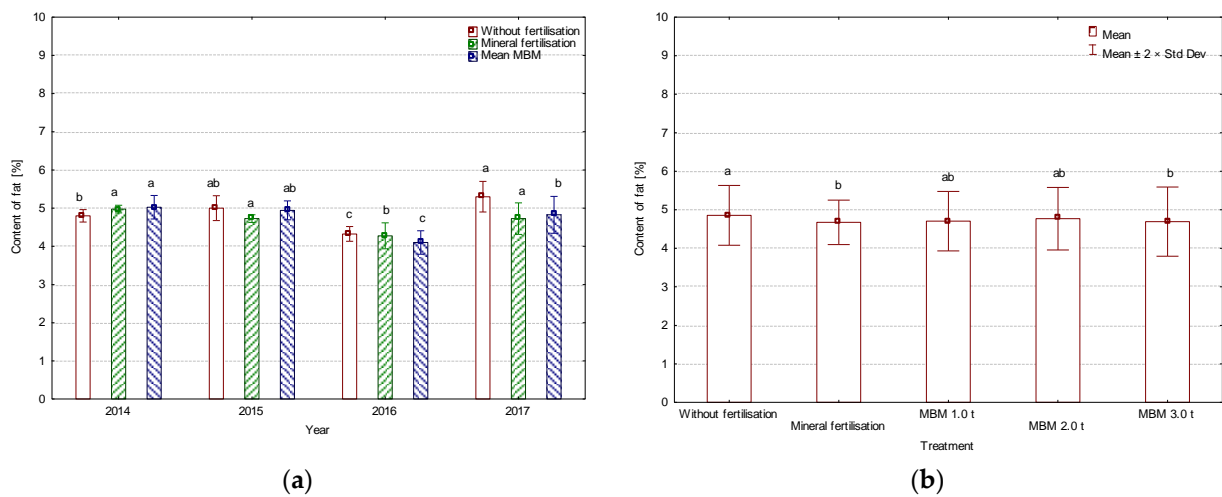 10
9
8
7
6
5
4
3
2
1
0
Content of fat [%]
Without fertilisation
Mineral fertilisation
Mean MBM
b
a
a
ab
a
ab
c
b
c
a
a
b
2014
2015
2016
2017
Year
(a)
10
9
8
7
6
5
4
3
2
1
0
Content of fat [%]
Mean
Mean ± 2 × Std Dev
a
b
ab
ab
b
Without fertilisation
Mineral fertilisation
MBM 1.0 t
MBM 2.0 t
MBM 3.0 t
Treatment
(b)